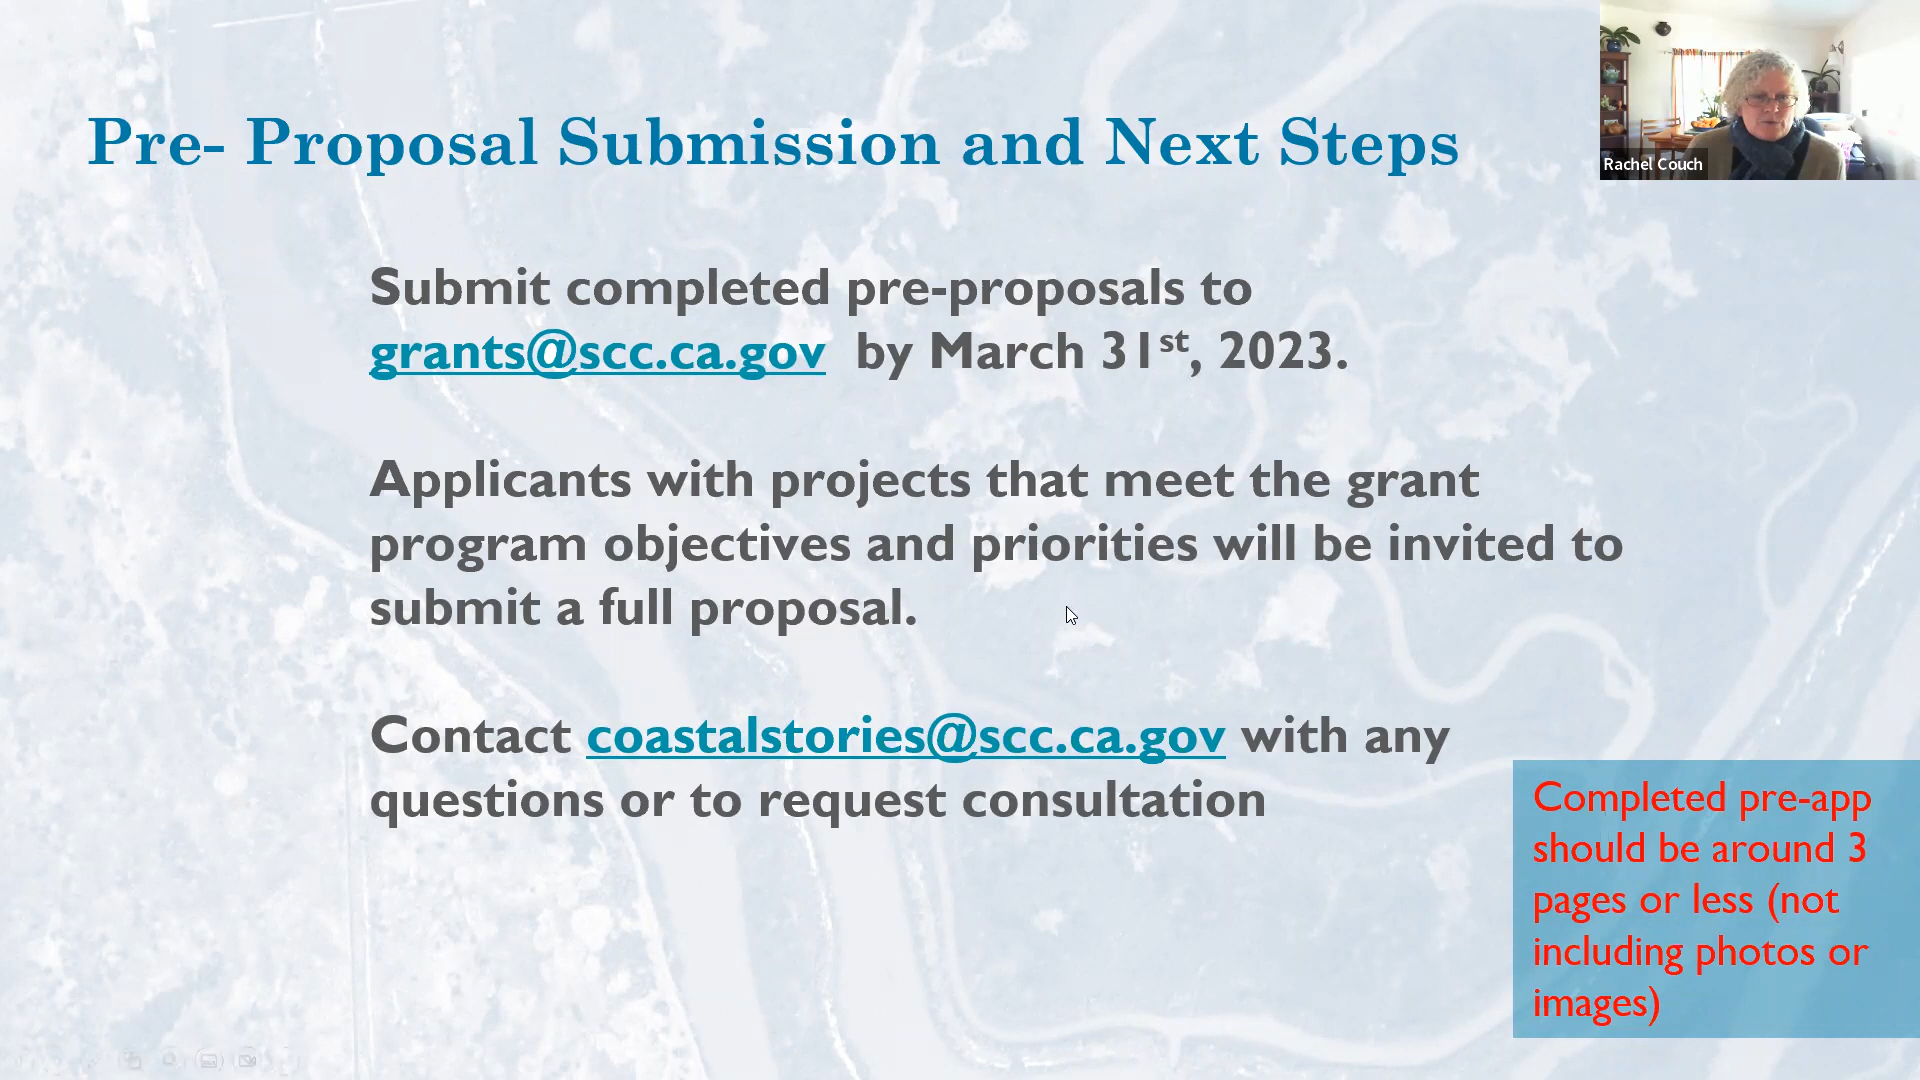 Pre- Proposal Submission and Next Steps
Rachel Couch
Submit completed pre-proposals to
grants@scc.ca.gov by March 31st, 2023.
Applicants with projects that meet the grant
program objectives and priorities will be invited to
submit a full proposal.
Contact coastalstories@scc.ca.gov with any
questions or to request consultation
Completed pre-app
should be around 3
pages or less (not
including photos or
images)